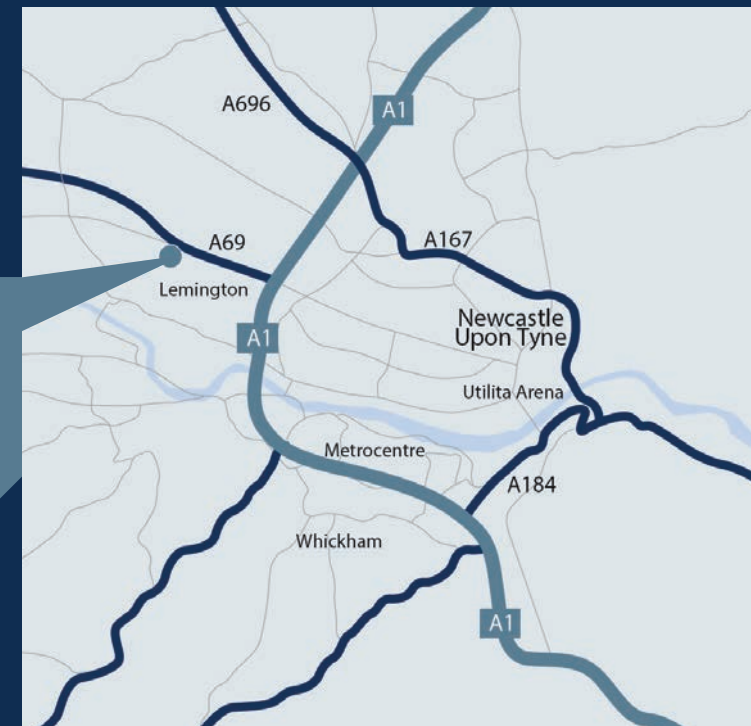 A696
A1
A167
A69
Lemington
A1
Newcastle
Upon Tyne
Utilita Arena
Metrocentre
A184
Whickham
A1